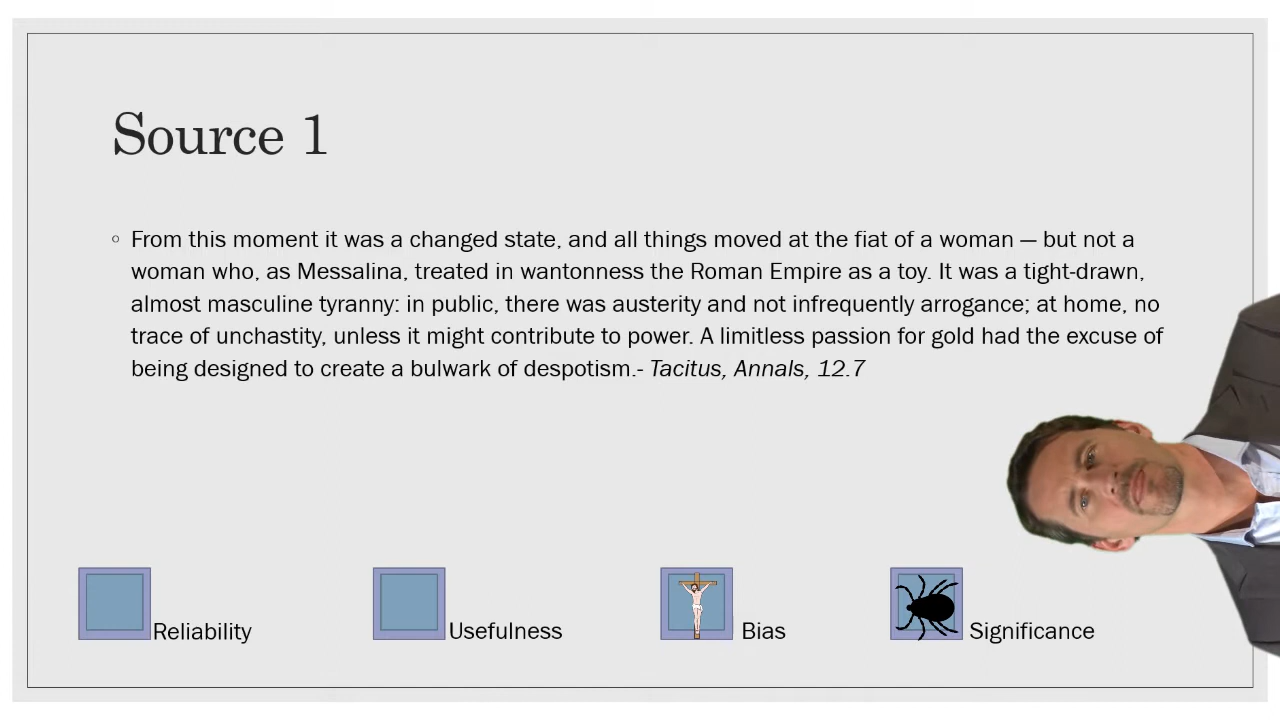 Source 1
◦ From this moment it was a changed state, and all things moved at the fiat of a woman — but not a
woman who, as Messalina, treated in wantonness the Roman Empire as a toy. It was a tight-drawn,
almost masculine tyranny: in public, there was austerity and not infrequently arrogance; at home, no
trace of unchastity, unless it might contribute to power. A limitless passion for gold had the excuse of
being designed to create a bulwark of despotism.- Tacitus, Annals, 12.7
Reliability
Usefulness
Bias
Significance